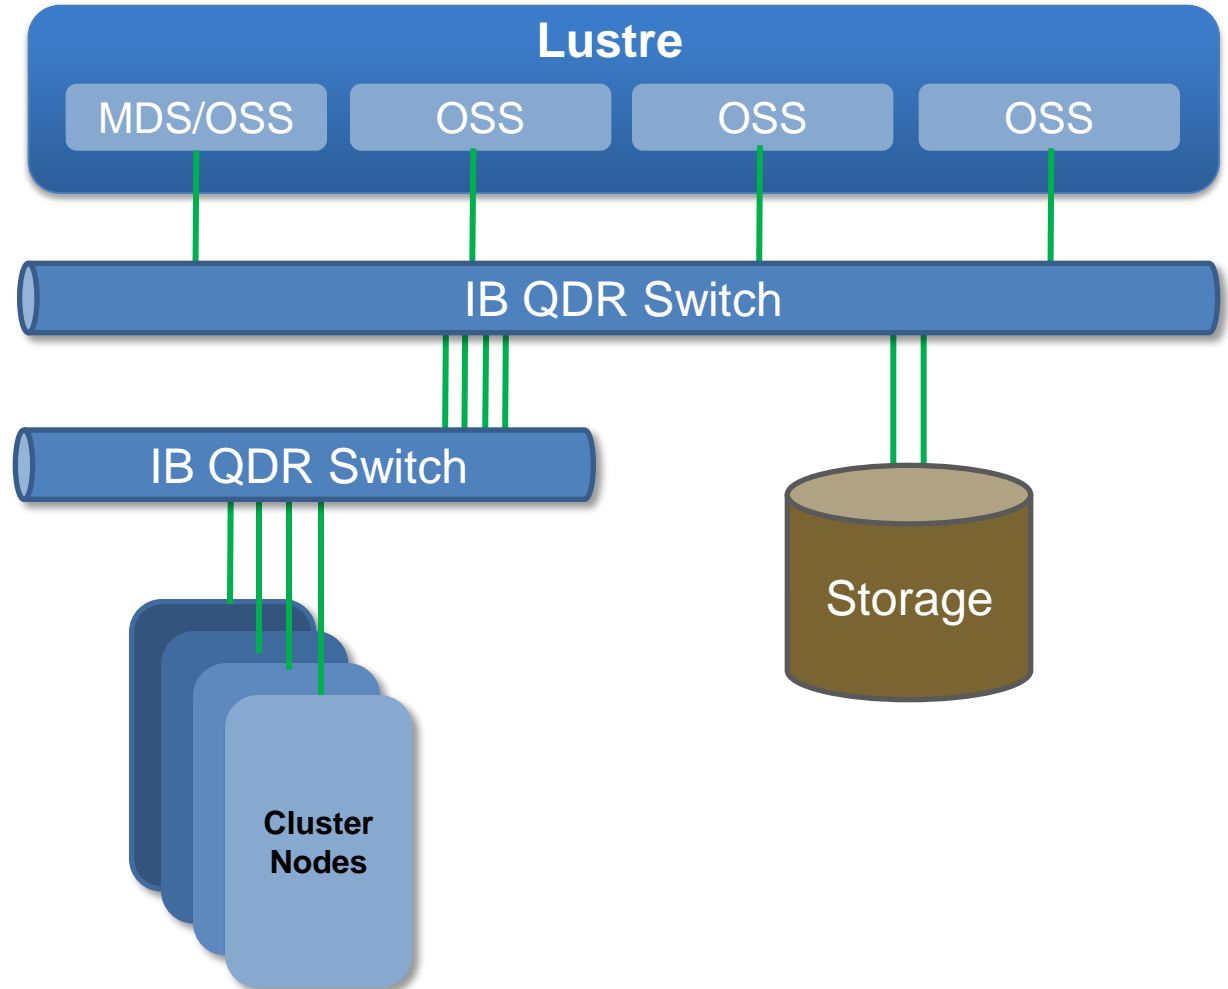 Lustre
MDS/OSS
OSS
OSS
OSS
IB QDR Switch
IB QDR Switch
Storage
Cluster
Nodes